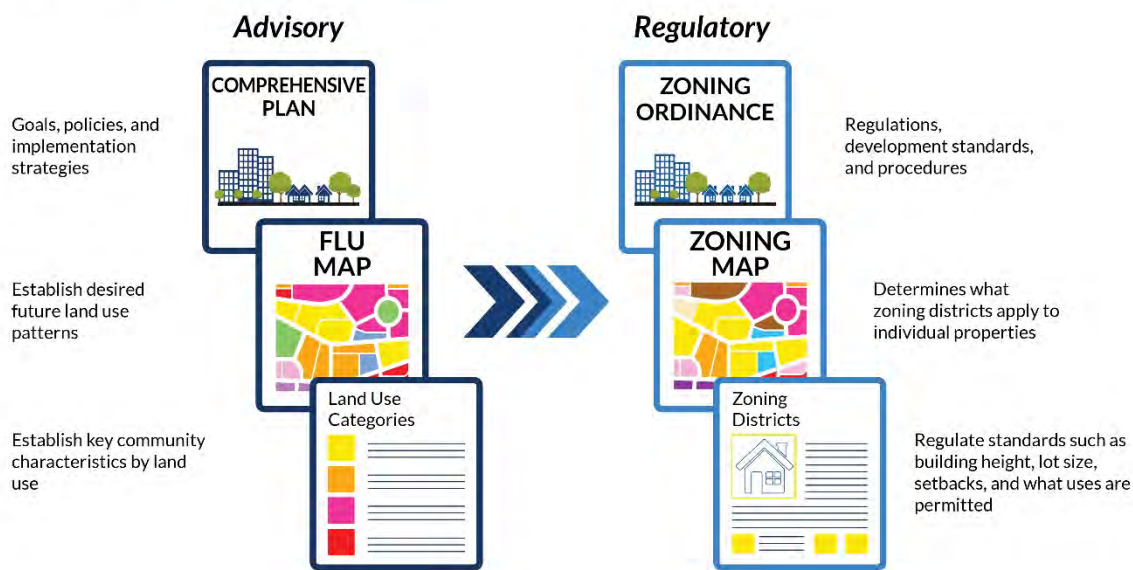 Advisory
COMPREHENSIVE
PLAN
Goals, policies, and
implementation
strategies
FLU
MAP
Establish desired
future land use
patterns
Land Use
Categories
Establish key community
characteristics by land
use
Regulatory
ZONING
ORDINANCE
Regulations,
development standards,
and procedures
ZONING
MAP
Determines what
zoning districts apply to
individual properties
Zoning
Districts
Regulate standards such as
building height, lot size,
setbacks, and what uses are
permitted